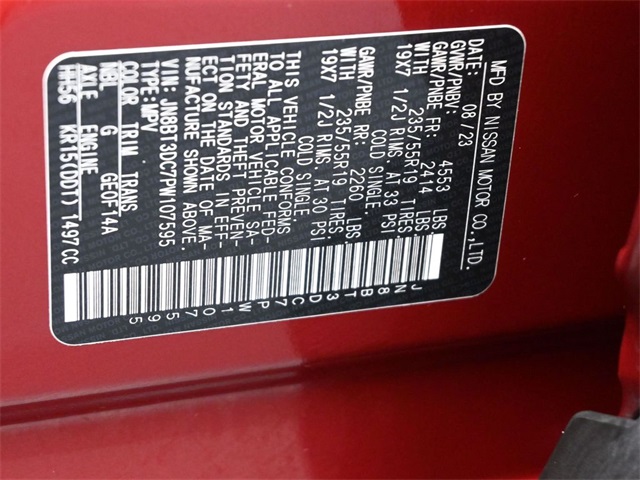 MFD BY NISSAN MOTOR CO.,LTD.
DATE: 08/23
GVWR/PNBV: 4553 LBS.
GAWR/PNBE FR: 2414 LBS.
WITH 235/55R19 TIRES.
19X7 1/2J RIMS, AT 33 PSI
COLD SINGLE.
GAWR/PNBE RR: 2260 LBS.
WITH 235/55R19 TIRES.
19X7 1/2J RIMS, AT 30 PSI
COLD SINGLE.
THIS VEHICLE CONFORMS
TO ALL APPLICABLE FED-
ERAL MOTOR VEHICLE SA-
FETY AND THEFT PREVEN-
TION STANDARDS IN EFF-
ECT ON THE DATE OF MA-
NUFACTURE SHOWN ABOVE.
VIN: JN8BT3DC7PW107595
TYPE: MPV
COLOR TRIM TRANS
NBL G GE0F14A
AXLE ENGINE
KR15(DDT) 1497CC
JN8BT3DC7PW107595